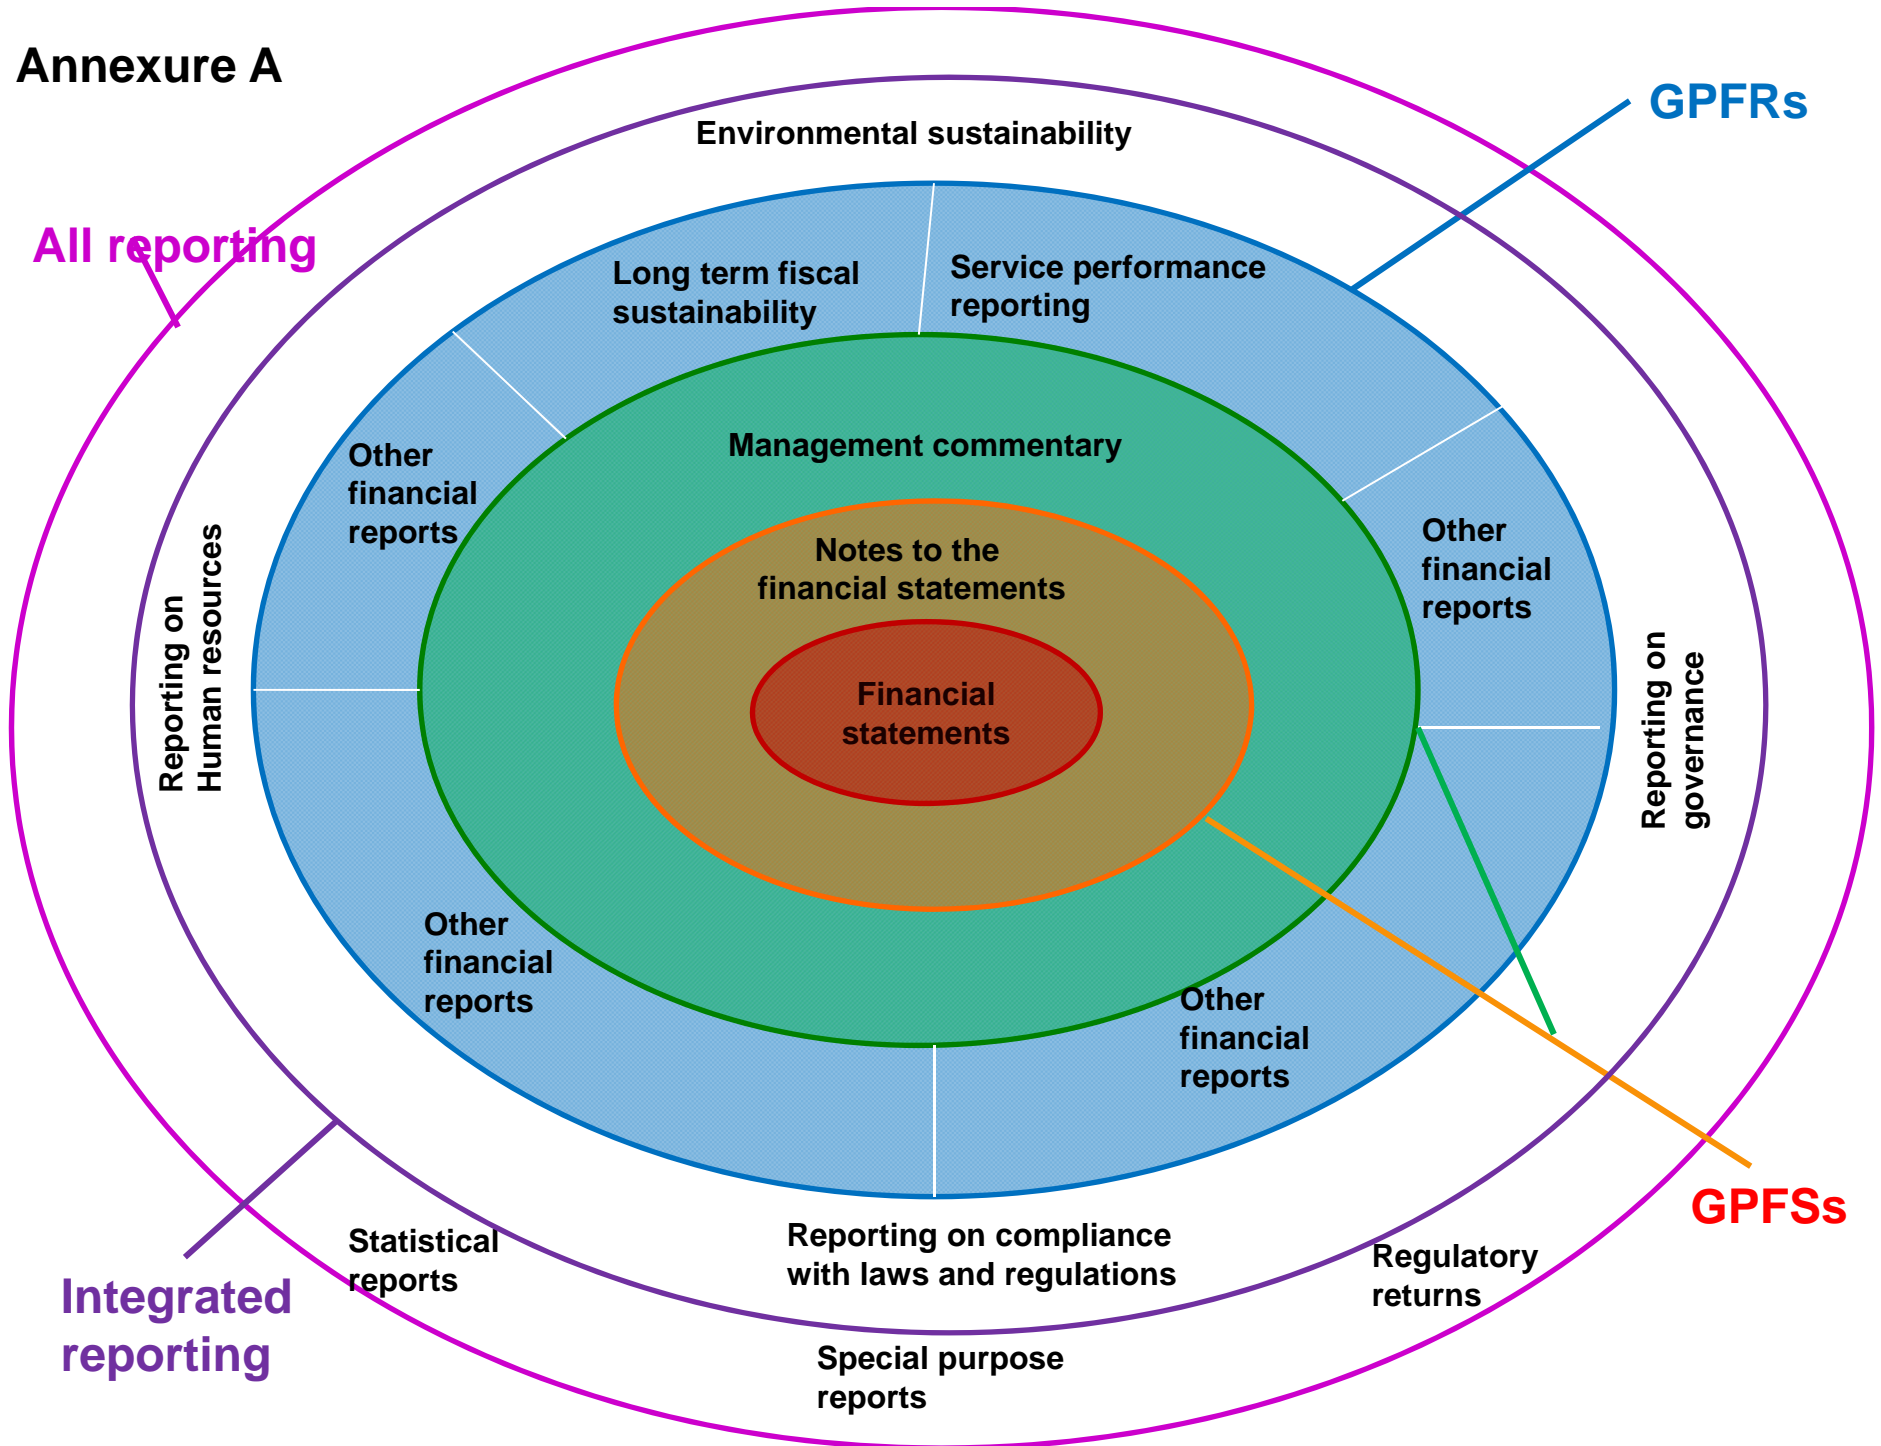 Annexure A
GPFRs
Environmental sustainability
All reporting
Long term fiscal
sustainability
Service performance
reporting
Management commentary
Other
financial
reports
Other
financial
reports
Notes to the
financial statements
Reporting on
Human resources
Financial
statements
Reporting on
governance
Other
financial
reports
Other
financial
reports
GPFSs
Statistical
reports
Reporting on compliance
with laws and regulations
Regulatory
returns
Integrated
reporting
Special purpose
reports